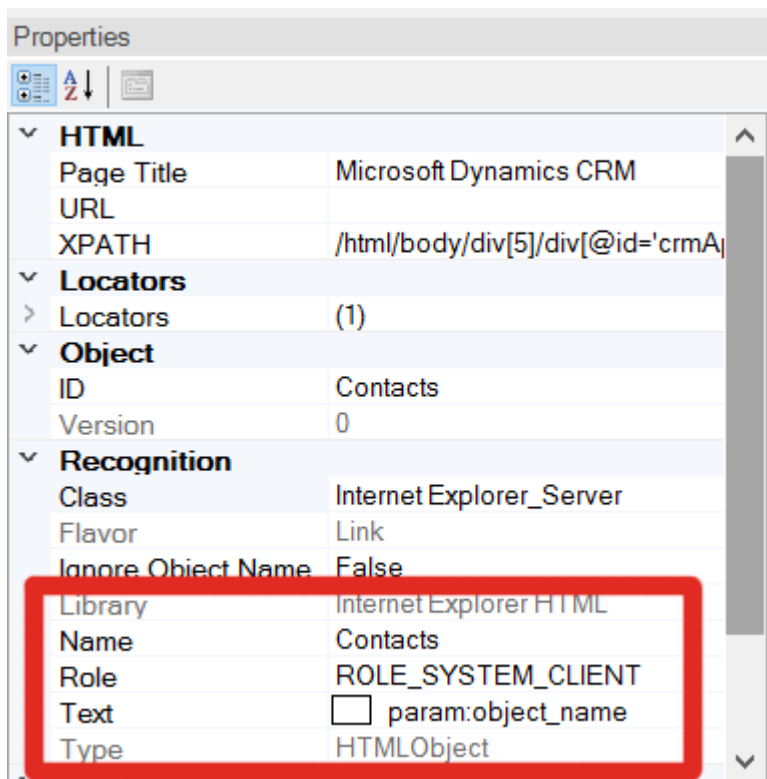 Properties
HTML
Page Title Microsoft Dynamics CRM
URL
XPATH /html/body/div[5]/div[@id='crmAp
Locators
Locators (1)
Object
ID Contacts
Version 0
Recognition
Class Internet Explorer_Server
Flavor Link
Ignore Object Name False
Library Internet Explorer HTML
Name Contacts
Role ROLE_SYSTEM_CLIENT
Text param:object_name
Type HTMLObject